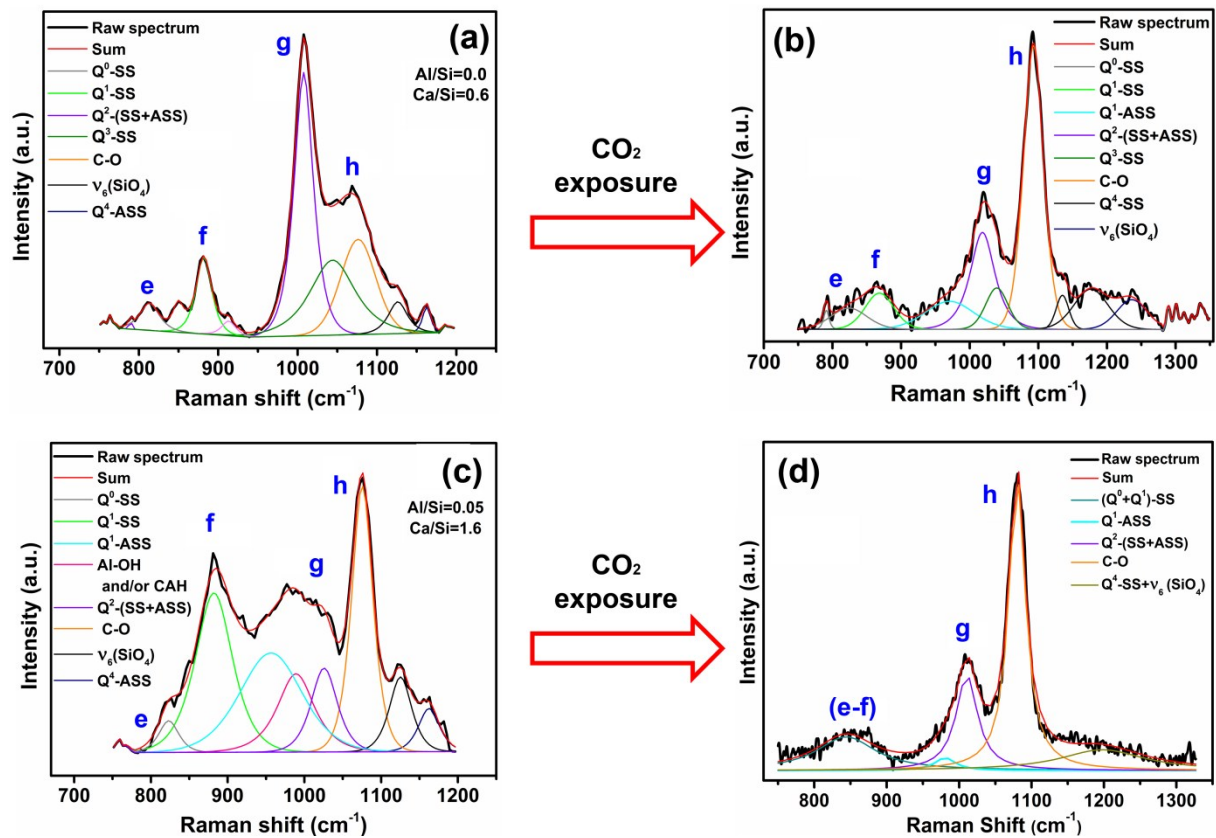 (a)
Raw spectrum
Sum
Q⁰-SS
Q¹-SS
Q²-(SS+ASS)
Q³-SS
C-O
ν₆(SiO₄)
Q⁴-ASS
Al/Si=0.0
Ca/Si=0.6
e
f
g
h
Intensity (a.u.)
700 800 900 1000 1100 1200
Raman shift (cm⁻¹)
CO₂
exposure
(b)
Raw spectrum
Sum
Q⁰-SS
Q¹-SS
Q¹-ASS
Q²-(SS+ASS)
Q³-SS
C-O
Q⁴-SS
ν₆(SiO₄)
e
f
g
h
Intensity (a.u.)
700 800 900 1000 1100 1200 1300
Raman shift (cm⁻¹)
(c)
Raw spectrum
Sum
Q⁰-SS
Q¹-SS
Q¹-ASS
Al-OH
and/or CAH
Q²-(SS+ASS)
C-O
ν₆(SiO₄)
Q⁴-ASS
Al/Si=0.05
Ca/Si=1.6
e
f
g
h
Intensity (a.u.)
700 800 900 1000 1100 1200
Raman shift (cm⁻¹)
CO₂
exposure
(d)
Raw spectrum
Sum
(Q⁰+Q¹)-SS
Q¹-ASS
Q²-(SS+ASS)
C-O
Q⁴-SS+ν₆ (SiO₄)
(e-f)
g
h
Intensity (a.u.)
800 900 1000 1100 1200 1300
Raman Shift (cm⁻¹)